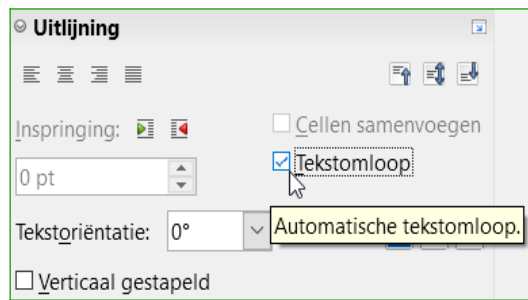 Uitlijning
Inspringing:
Cellen samenvoegen
0 pt
Tekstomloop
Tekstoriëntatie: 0°
Automatische tekstomloop.
Verticaal gestapeld